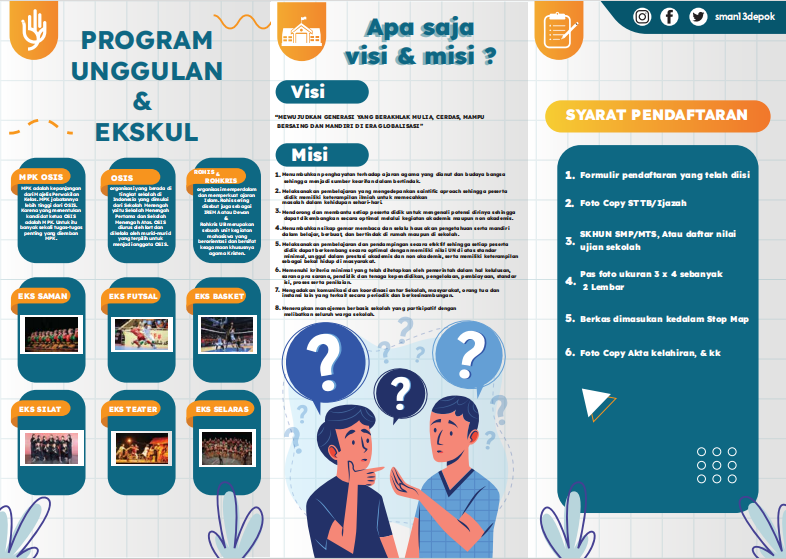 PROGRAM
UNGGULAN
&
EKSKUL
MPK OSIS
MPK adalah kepanjangan
dari Majelis Perwakilan
Kelas. MPK jabatannya
lebih tinggi dari OSIS.
Karena yang menentukan
kandidat ketua OSIS
adalah MPK. Untuk itu
banyak sekali tugas-tugas
penting yang diemban
MPK.
OSIS
organisasi yang berada di
tingkat sekolah di
Indonesia yang dimulai
dari Sekolah Menengah
yaitu Sekolah Menengah
Pertama dan Sekolah
Menengah Atas. OSIS
diurus dan
dikelola oleh murid-murid
yang terpilih untuk
menjadi anggota OSIS.
ROHIS &
ROHKRIS
organisasi memperdalam
dan memperkuat ajaran
Islam. Rohis sering
disebut juga sie agil
IREM Atau Dewan
&
Rohkris UB merupakan
sebuah unit kegiatan
mahasiswa yang
berorientasi dan bersifat
keagamaan khususnya
agama Kristen.
EKS SAMAN
EKS FUTSAL
EKS BASKET
EKS SILAT
EKS TEATER
EKS SELARAS
Apa saja
visi & misi ?
Visi
"MEWUJUDKAN GENERASI YANG BERAKHLAK MULIA, CERDAS, MAMPU
BERSAING DAN MANDIRI DI ERA GLOBALISASI"
Misi
1. Menumbuhkan penghayatan terhadap ajaran agama yang dianut dan budaya bangsa
sehingga menjadi sumber kearifan dalam bertindak.
2. Melaksanakan pembelajaran yang mengedepankan saintific aproach sehingga peserta
didik memiliki keterampilan ilmiah untuk memecahkan
masalah dalam kehidupan sehari-hari.
3. Mendorong dan membantu setiap peserta didik untuk mengenali potensi dirinya sehingga
dapat dikembangkan secara optimal melalui kegiatan akademis maupun non akademis.
4. Menumbuhkan sikap gemar membaca dan selalu haus akan pengetahuan serta mandiri
dalam belajar, berbuat, dan bertindak di rumah maupun di sekolah.
5. Melaksanakan pembelajaran dan pendampingan secara efektif sehingga setiap peserta
didik dapat berkembang secara optimal dengan memiliki nilai UN di atas standar
minimal, unggul dalam prestasi akademis dan non akademis, serta memiliki keterampilan
sebagai bekal hidup di masyarakat.
6. Memenuhi kriteria minimal yang telah ditetapkan oleh pemerintah dalam hal kelulusan,
sarana pra sarana, pendidik dan tenaga kependidikan, pengelolaan, pembiayaan, standar
isi, proses serta penilaian.
7. Mengadakan komunikasi dan koordinasi antar Sekolah, masyarakat, orang tua dan
instansi lain yang terkait secara periodik dan berkesinambungan.
8. Menerapkan manajemen berbasis sekolah yang partisipatif dengan
melibatkan seluruh warga sekolah.
? ? ?
sman13depok
SYARAT PENDAFTARAN
1. Formulir pendaftaran yang telah diisi
2. Foto Copy STTB/Izazah
3. SKHUN SMP/MTS, Atau daftar nilai
ujian sekolah
4. Pas foto ukuran 3 x 4 sebanyak
2 Lembar
5. Berkas dimasukan kedalam Stop Map
6. Foto Copy Akta kelahiran, & kk